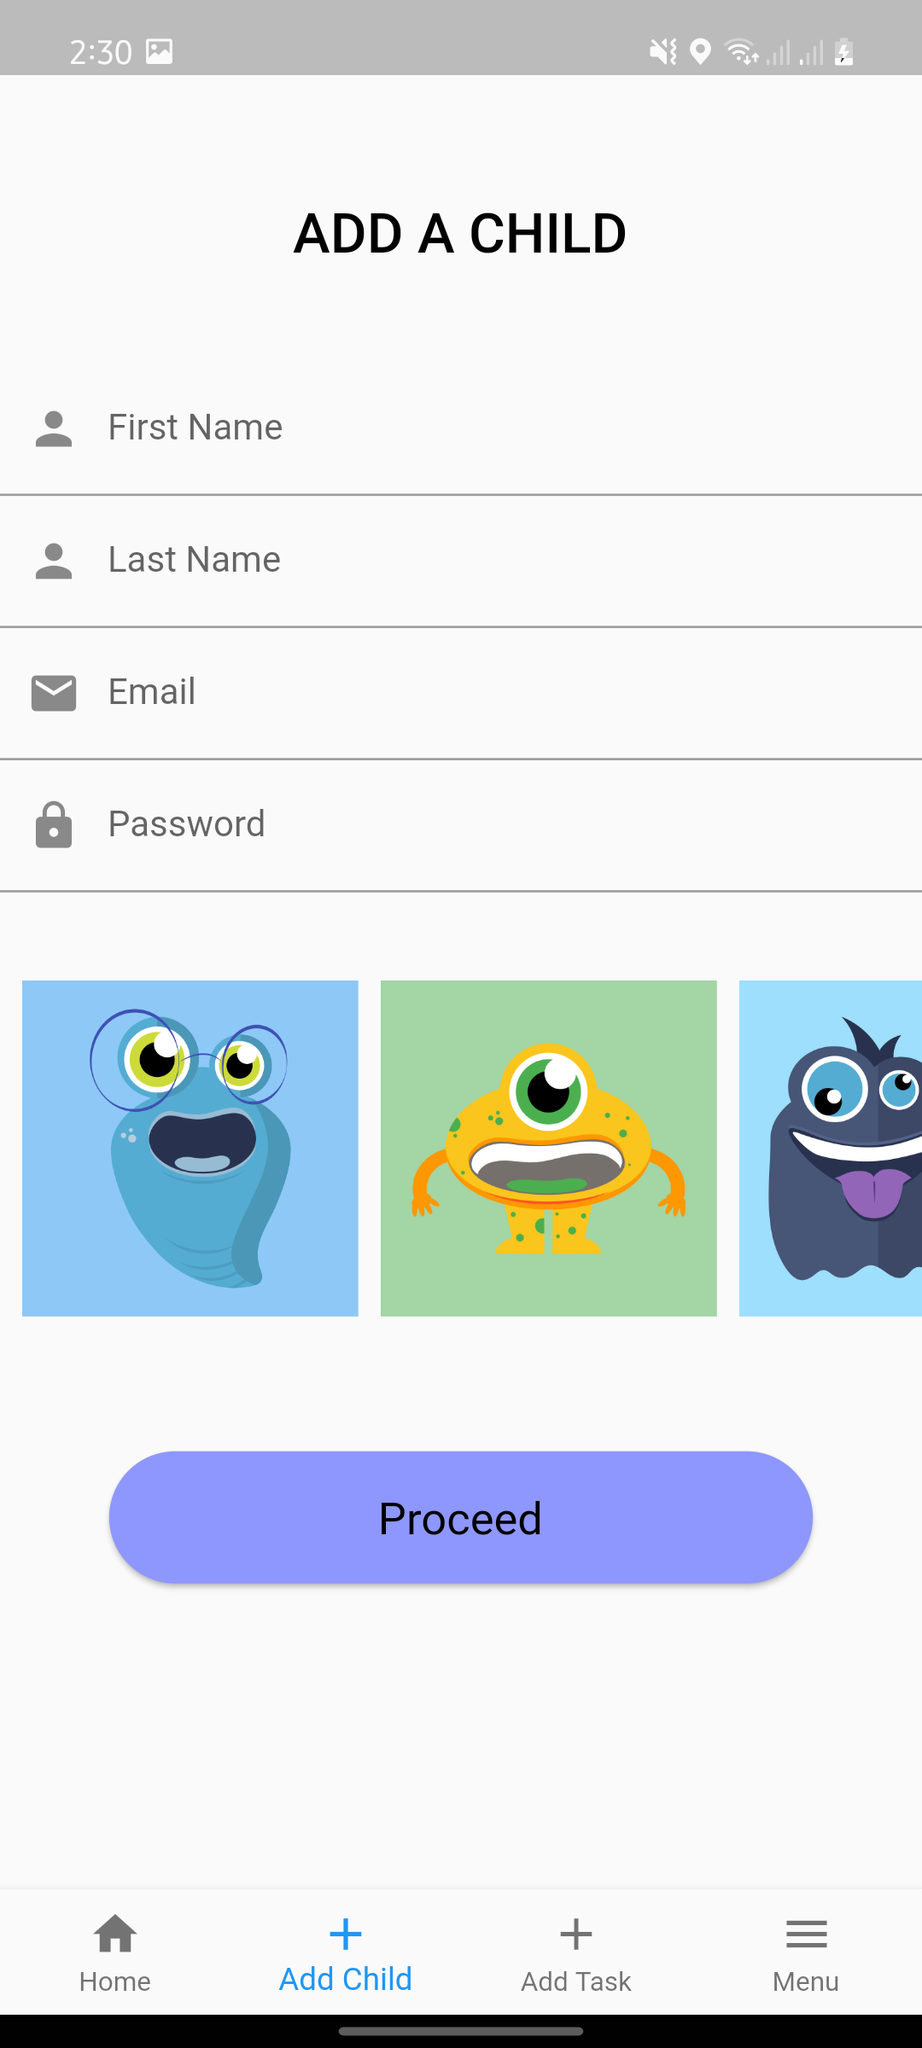 2:30
ADD A CHILD
First Name
Last Name
Email
Password
Proceed
Home
Add Child
Add Task
Menu